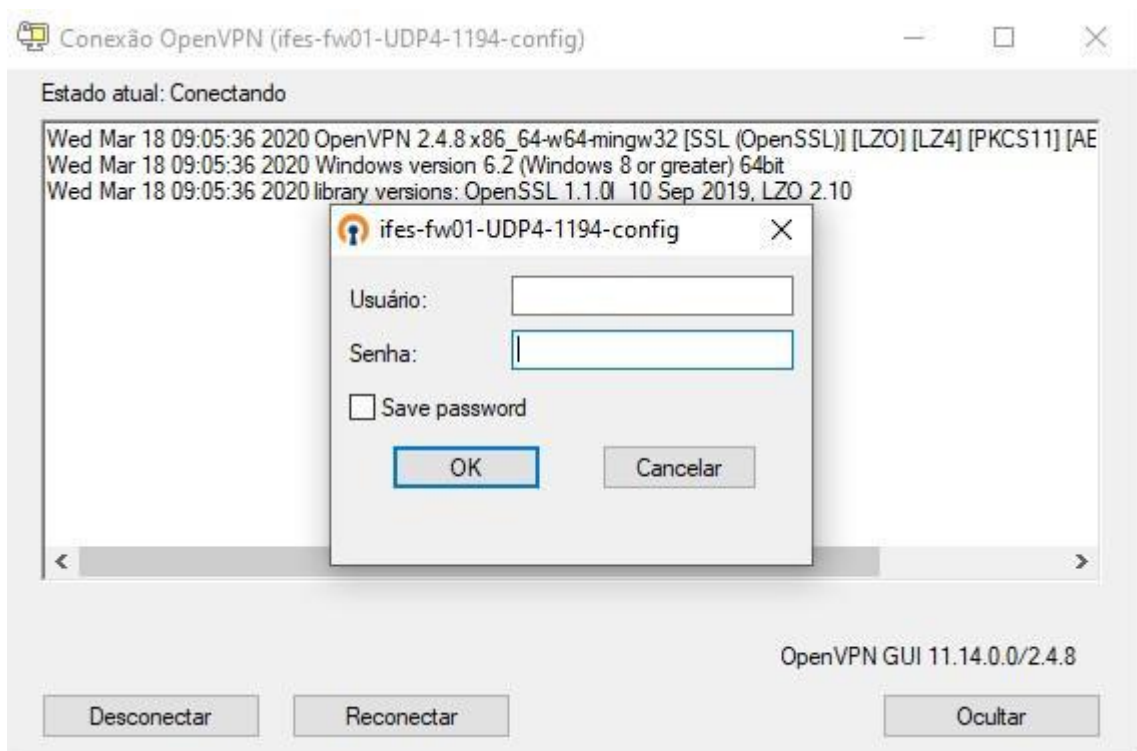 Conexão OpenVPN (ifes-fw01-UDP4-1194-config)
Estado atual: Conectando
Wed Mar 18 09:05:36 2020 OpenVPN 2.4.8 x86_64-w64-mingw32 [SSL (OpenSSL)] [LZO] [LZ4] [PKCS11] [AE
Wed Mar 18 09:05:36 2020 Windows version 6.2 (Windows 8 or greater) 64bit
Wed Mar 18 09:05:36 2020 library versions: OpenSSL 1.1.0l 10 Sep 2019, LZO 2.10
ifes-fw01-UDP4-1194-config
Usuário:
Senha:
Save password
OK Cancelar
OpenVPN GUI 11.14.0.0/2.4.8
Desconectar Reconectar Ocultar